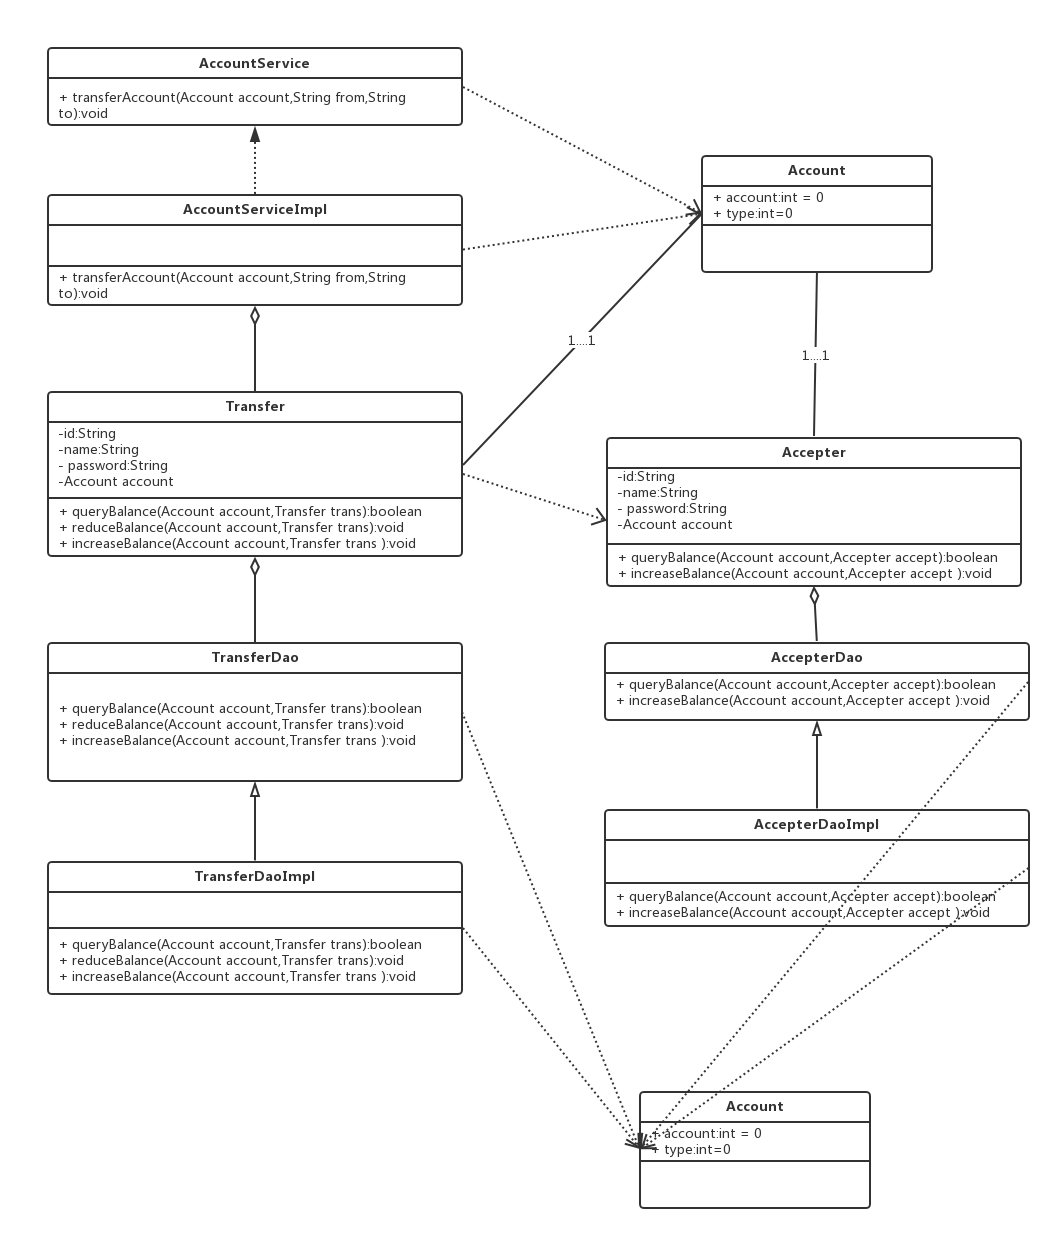 AccountService
+ transferAccount(Account account,String from,String
to):void
AccountServiceImpl
+ transferAccount(Account account,String from,String
to):void
Account
+ account:int = 0
+ type:int=0
1....1
1....1
Transfer
-id:String
-name:String
- password:String
-Account account
+ queryBalance(Account account,Transfer trans):boolean
+ reduceBalance(Account account,Transfer trans):void
+ increaseBalance(Account account,Transfer trans ):void
Accepter
-id:String
-name:String
- password:String
-Account account
+ queryBalance(Account account,Accepter accept):boolean
+ increaseBalance(Account account,Accepter accept ):void
TransferDao
+ queryBalance(Account account,Transfer trans):boolean
+ reduceBalance(Account account,Transfer trans):void
+ increaseBalance(Account account,Transfer trans ):void
AccepterDao
+ queryBalance(Account account,Accepter accept):boolean
+ increaseBalance(Account account,Accepter accept ):void
TransferDaoImpl
+ queryBalance(Account account,Transfer trans):boolean
+ reduceBalance(Account account,Transfer trans):void
+ increaseBalance(Account account,Transfer trans ):void
AccepterDaoImpl
+ queryBalance(Account account,Accepter accept):boolean
+ increaseBalance(Account account,Accepter accept ):void
Account
+ account:int = 0
+ type:int=0